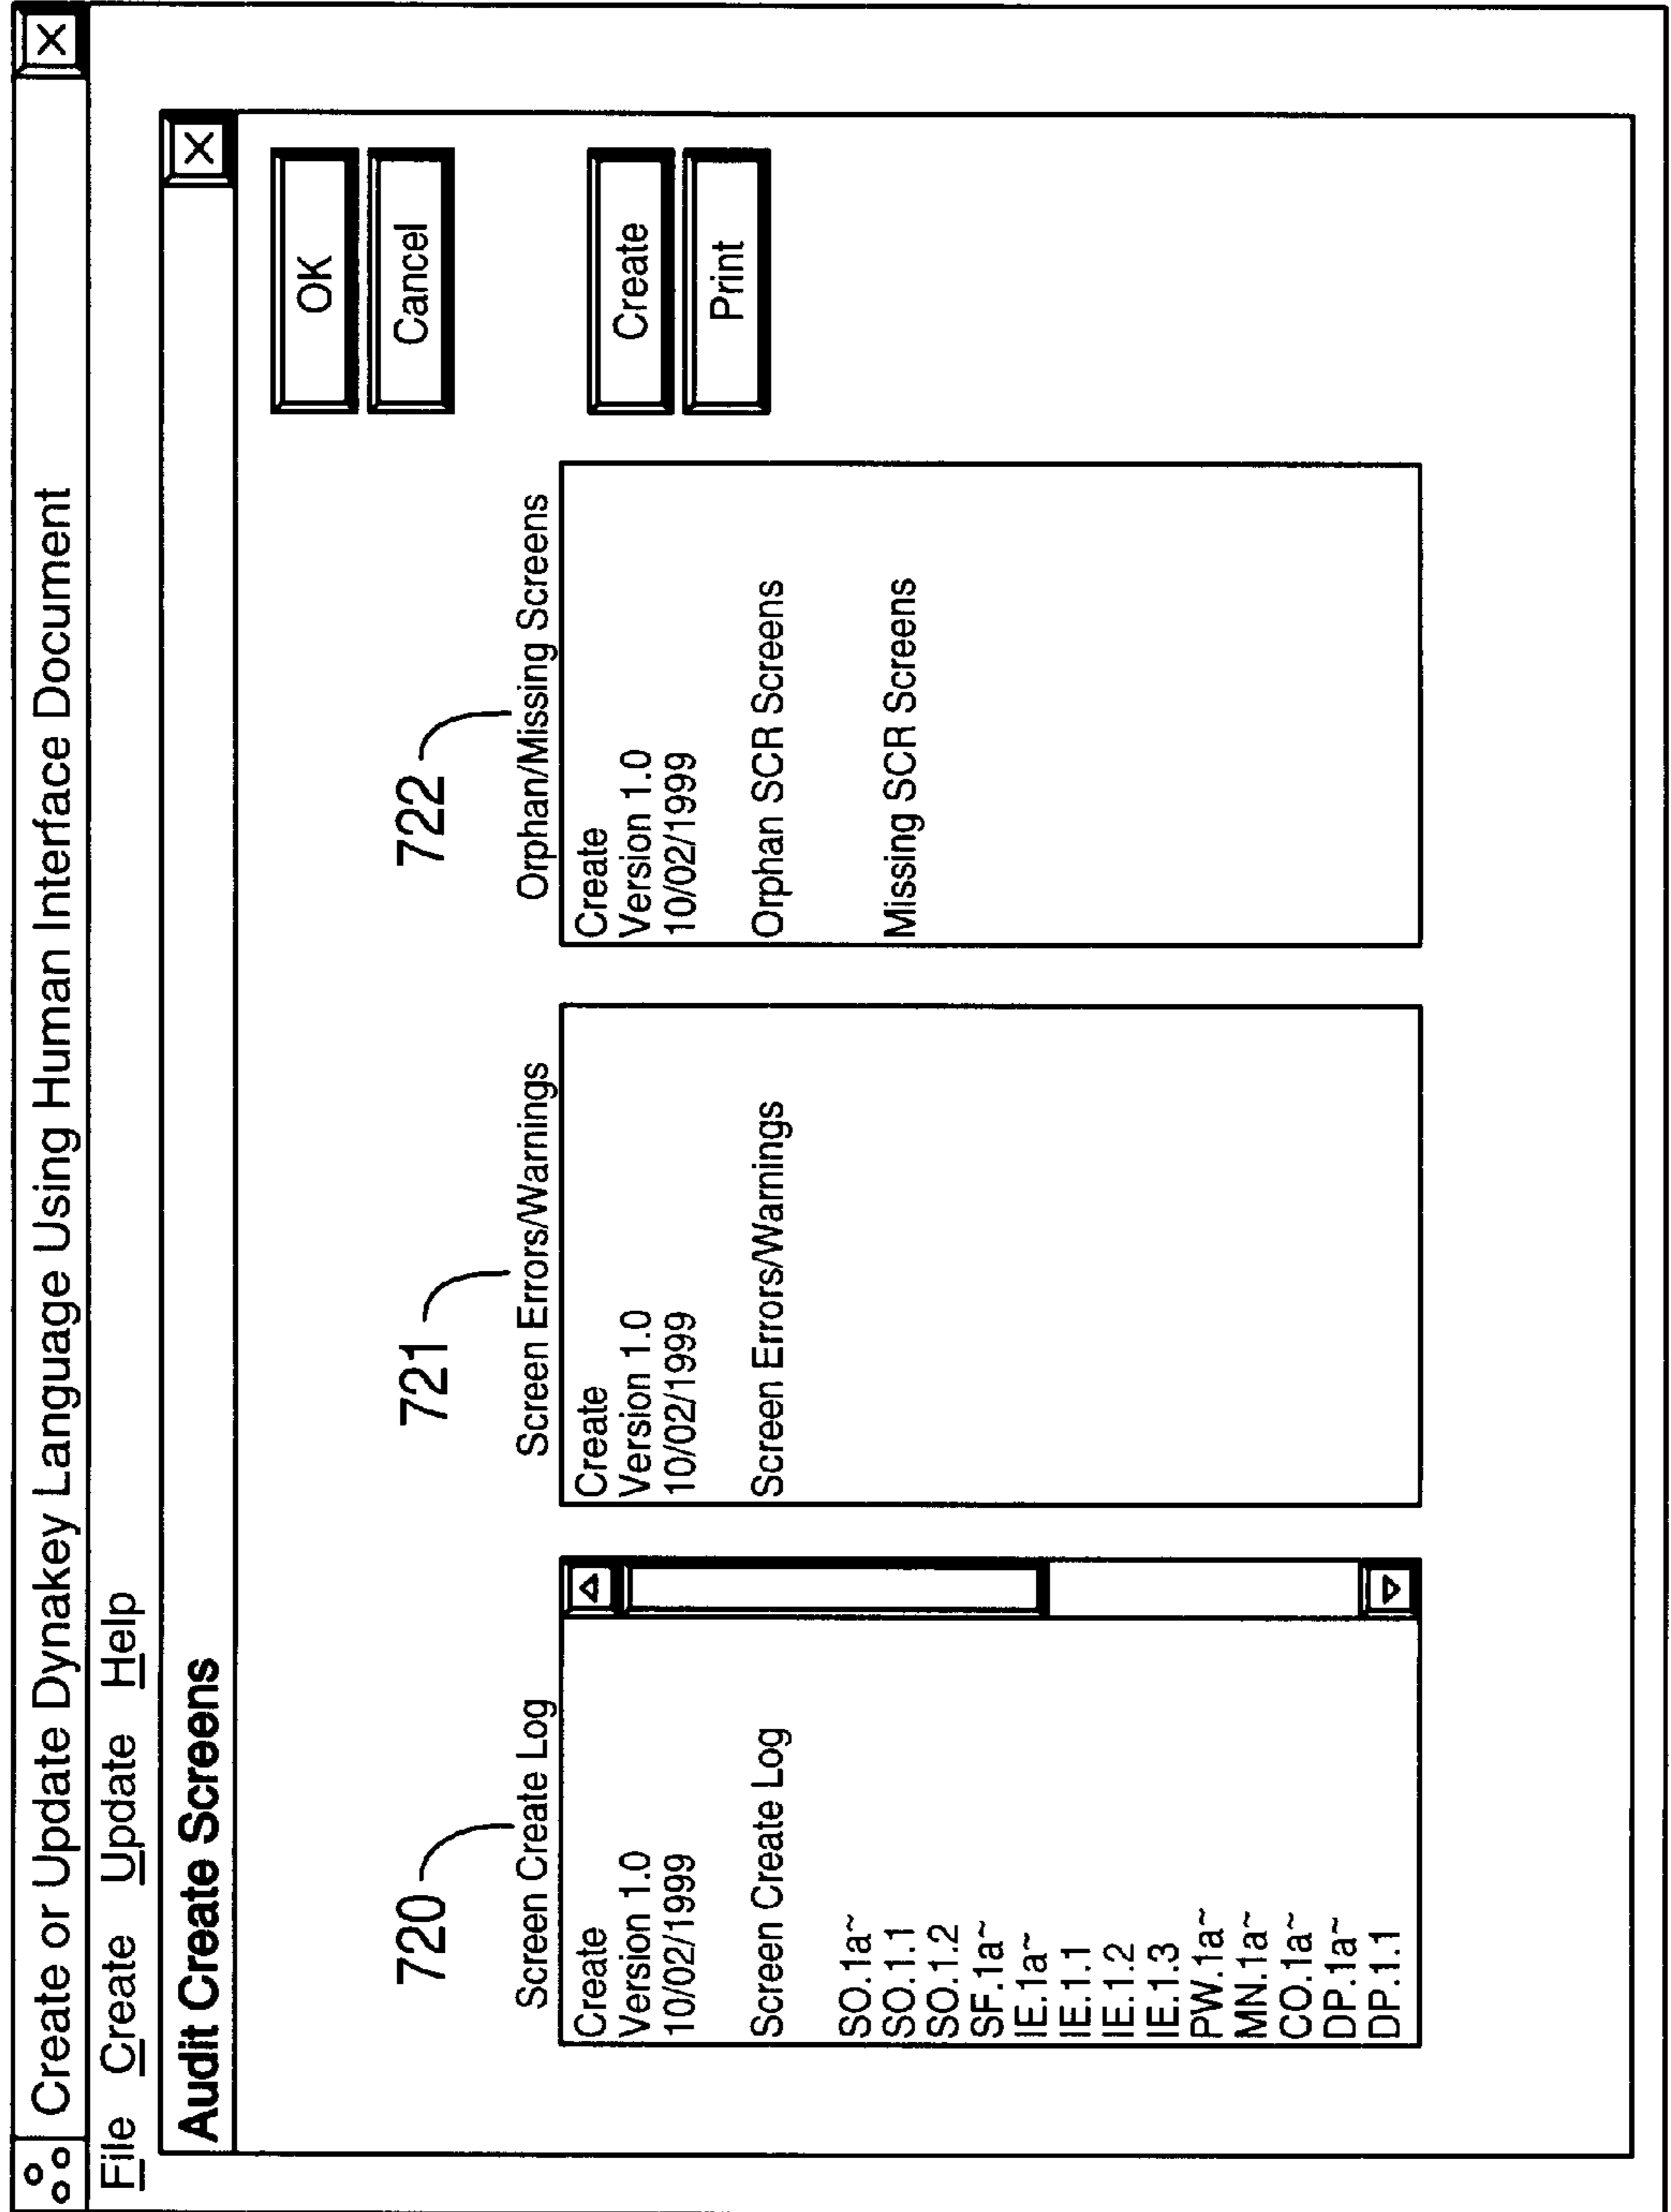 Create or Update Dynakey Language Using Human Interface Document
File Create Update Help
Audit Create Screens
OK
Cancel
Create
Print
720
Screen Create Log
Create
Version 1.0
10/02/1999
Screen Create Log
SO.1a~
SO.1.1
SO.1.2
SF.1a~
IE.1a~
IE.1.1
IE.1.2
IE.1.3
PW.1a~
MN.1a~
CO.1a~
DP.1a~
DP.1.1
721
Screen Errors/Warnings
Create
Version 1.0
10/02/1999
Screen Errors/Warnings
722
Orphan/Missing Screens
Create
Version 1.0
10/02/1999
Orphan SCR Screens
Missing SCR Screens